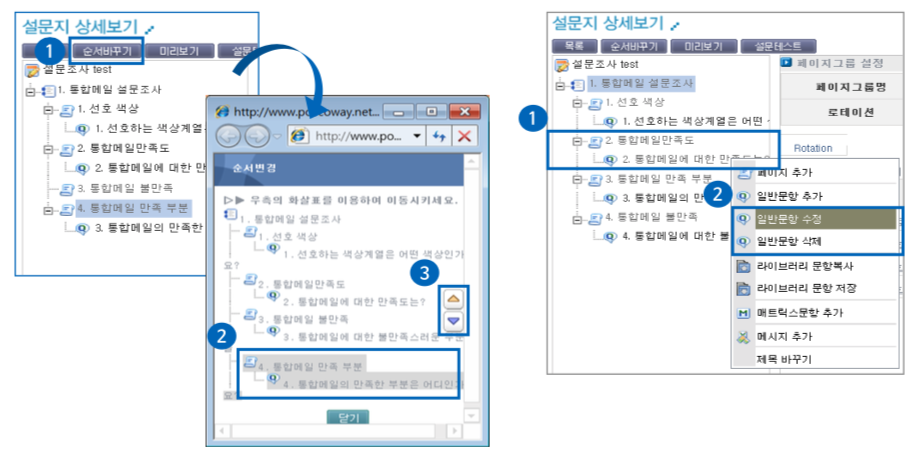 설문지 상세보기
1
순서바꾸기
미리보기
설문
설문조사 test
1. 통합메일 설문조사
1. 선호 색상
1. 선호하는 색상계열
2. 통합메일만족도
2. 통합메일에 대한 만
3. 통합메일 불만족
4. 통합메일 만족 부분
3. 통합메일의 만족한
http://www.po
oway.net...
http://www.po...
순서변경
▷▶ 우측의 화살표를 이용하여 이동시키세요.
1. 통합메일 설문조사
1. 선호 색상
1. 선호하는 색상계열은 어떤 색상인가
요?
2. 통합메일만족도
2. 통합메일에 대한 만족도는?
3
3. 통합메일 불만족
3. 통합메일에 대한 불만족스러운 부분
2
4. 통합메일 만족 부분
4. 통합메일의 만족한 부분은 어디인가
요?
닫기
설문지 상세보기
목록
순서바꾸기
미리보기
설문테스트
설문조사 test
페이지그룹 설정
1. 통합메일 설문조사
페이지그룹명
1. 선호 색상
로테이션
1
1. 선호하는 색상계열은 어떤
2. 통합메일만족도
Rotation
2. 통합메일에 대한 만족도는?
3. 통합메일 만족 부분
페이지 추가
2
3. 통합메일의 만
일반문항 추가
4. 통합메일 불만족
일반문항 수정
4. 통합메일에 대한 불
일반문항 삭제
라이브러리 문항복사
라이브러리 문항 저장
매트릭스문항 추가
메시지 추가
제목 바꾸기